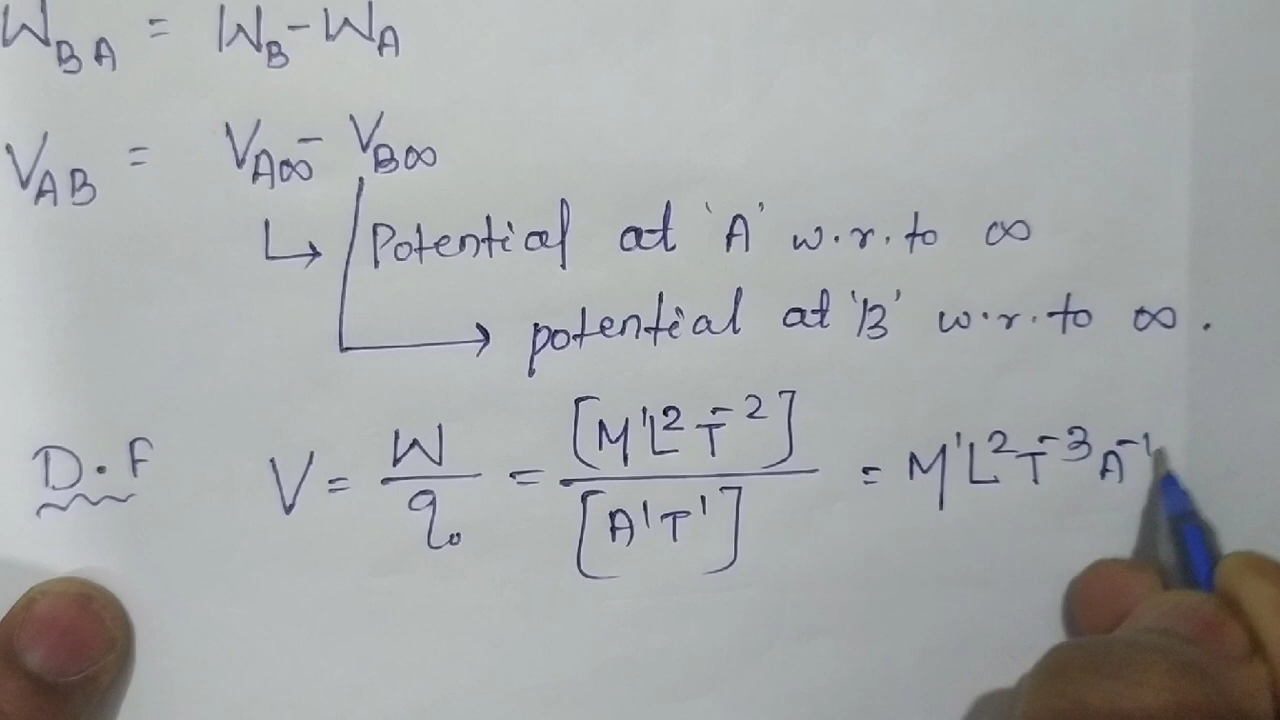 W_BA = W_B - W_A
V_AB = V_A∞ - V_B∞
↳ Potential at 'A' w.r.to ∞
→ potential at 'B' w.r.to ∞.
D.F V = W/q₀ = [M¹L²T⁻²]/[A¹T¹] = M¹L²T⁻³A⁻¹